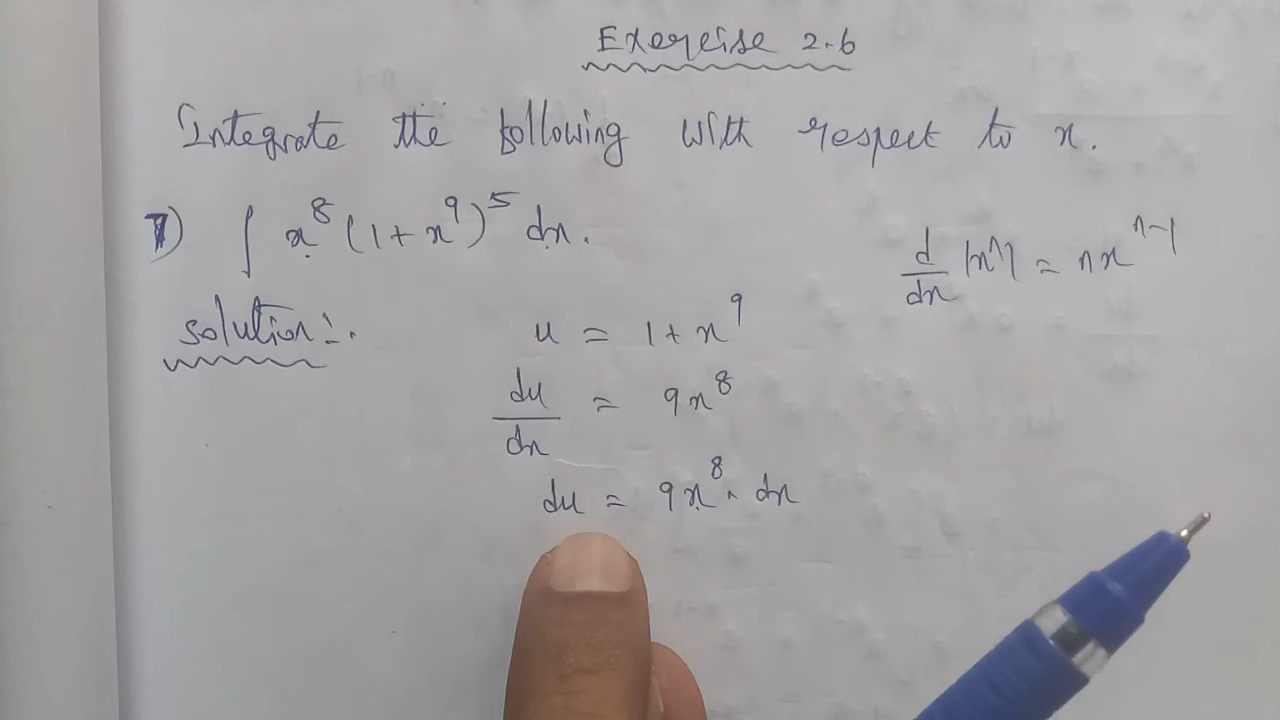 Exercise 2.6
Integrate the following with respect to x.
1) ∫ x⁸ (1 + x⁹)⁵ dx.
d/dx (xⁿ) = nxⁿ⁻¹
Solution:.
u = 1 + x⁹
du/dx = 9x⁸
du = 9x⁸ · dx